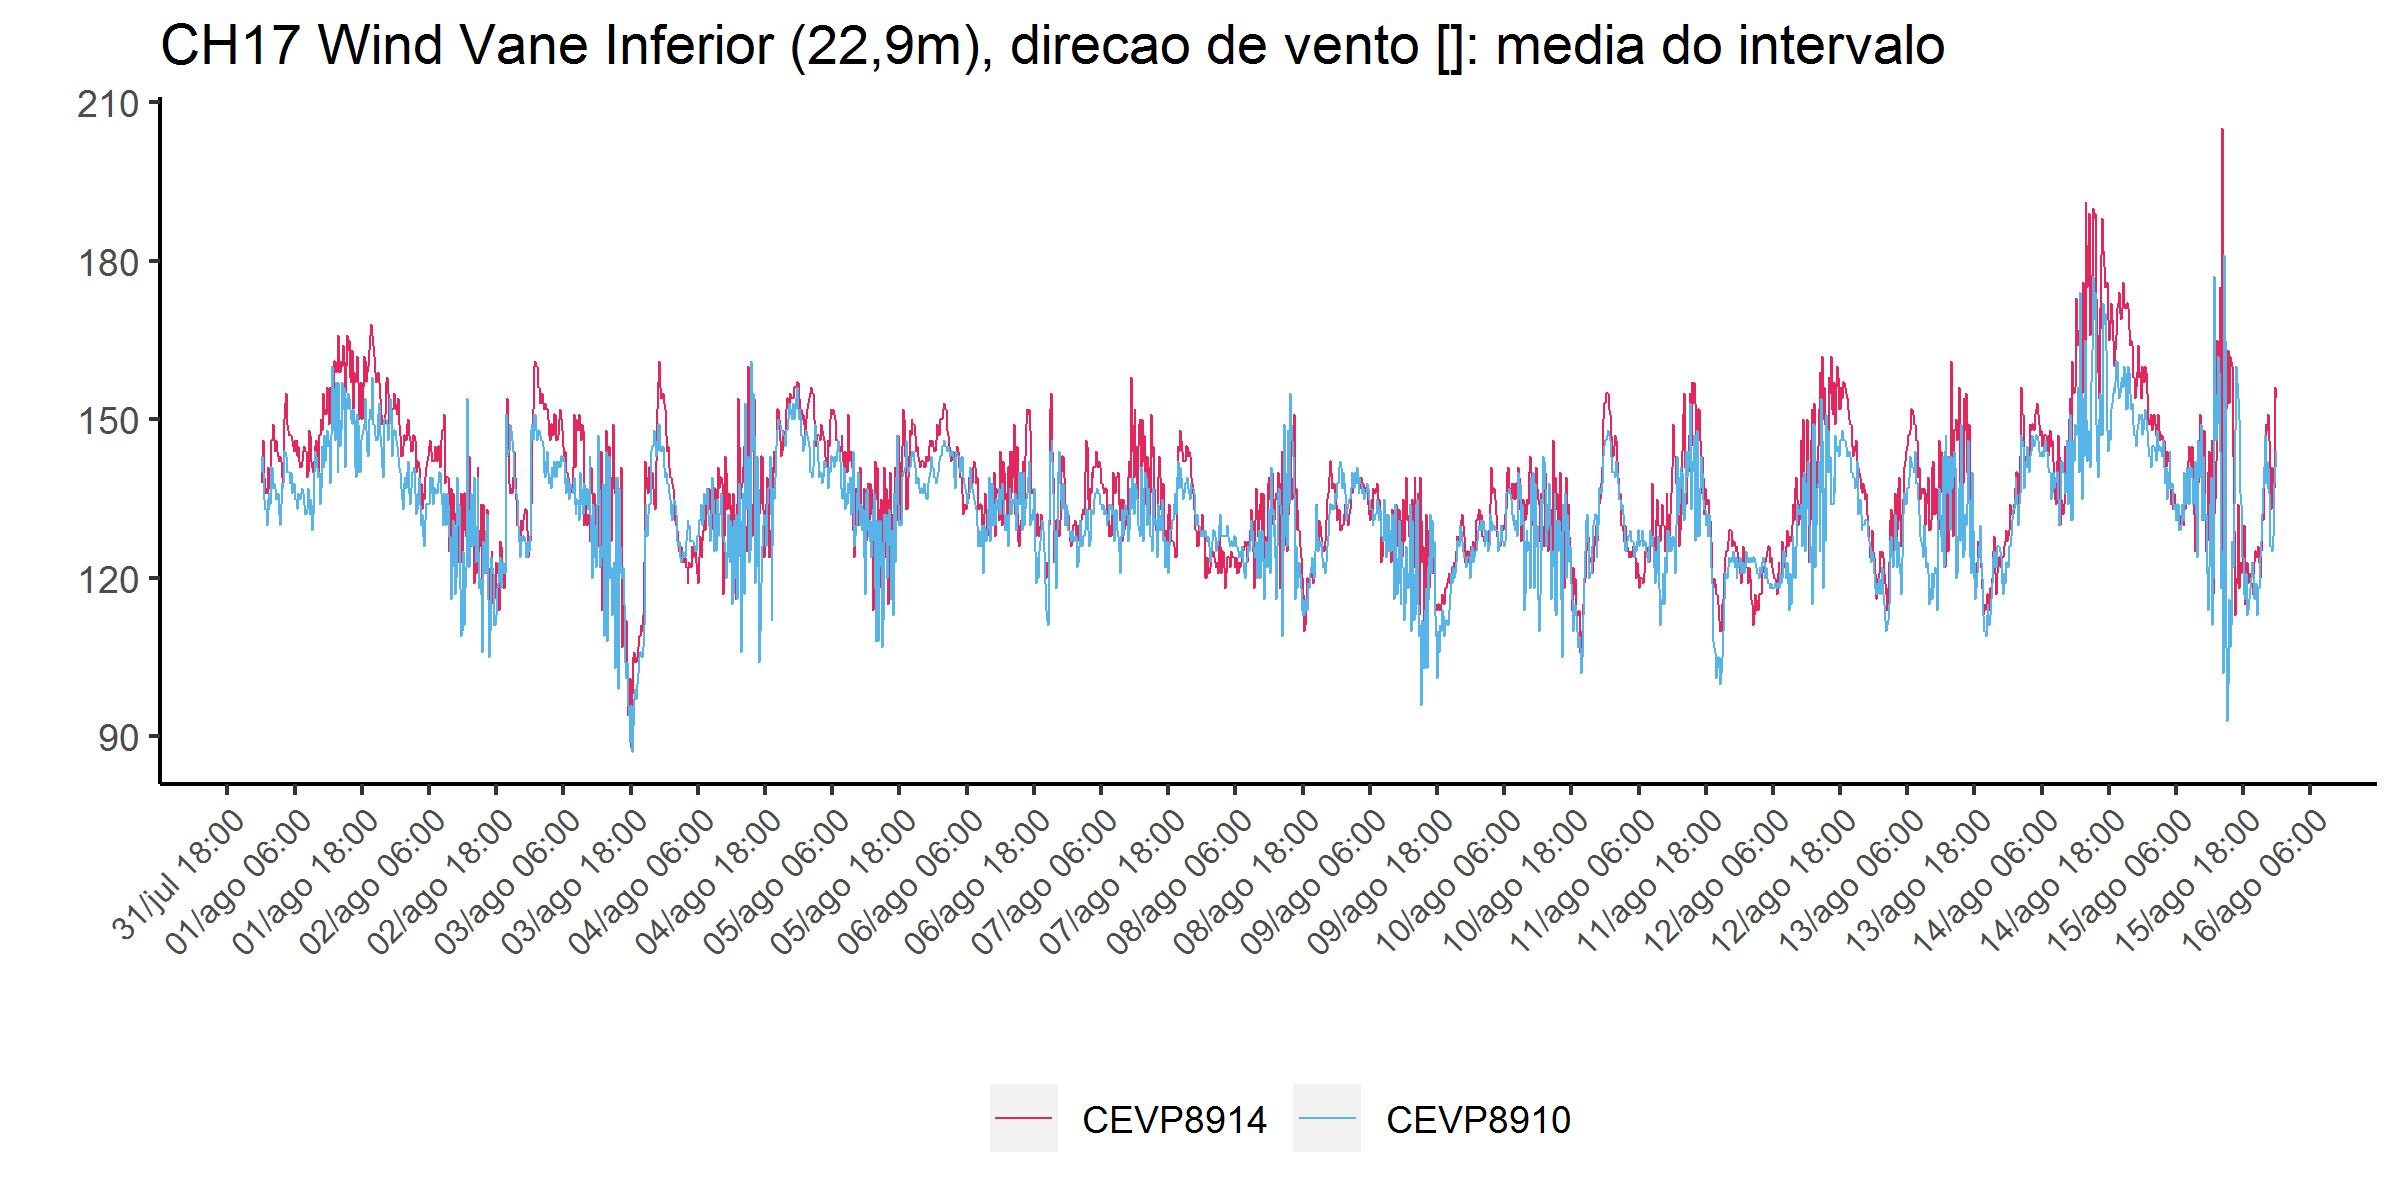 CH17 Wind Vane Inferior (22,9m), direcao de vento []: media do intervalo
210
180
150
120
90
31/jul 18:00
01/ago 06:00
01/ago 18:00
02/ago 06:00
02/ago 18:00
03/ago 06:00
03/ago 18:00
04/ago 06:00
04/ago 18:00
05/ago 06:00
05/ago 18:00
06/ago 06:00
06/ago 18:00
07/ago 06:00
07/ago 18:00
08/ago 06:00
08/ago 18:00
09/ago 06:00
09/ago 18:00
10/ago 06:00
10/ago 18:00
11/ago 06:00
11/ago 18:00
12/ago 06:00
12/ago 18:00
13/ago 06:00
13/ago 18:00
14/ago 06:00
14/ago 18:00
15/ago 06:00
15/ago 18:00
16/ago 06:00
CEVP8914
CEVP8910